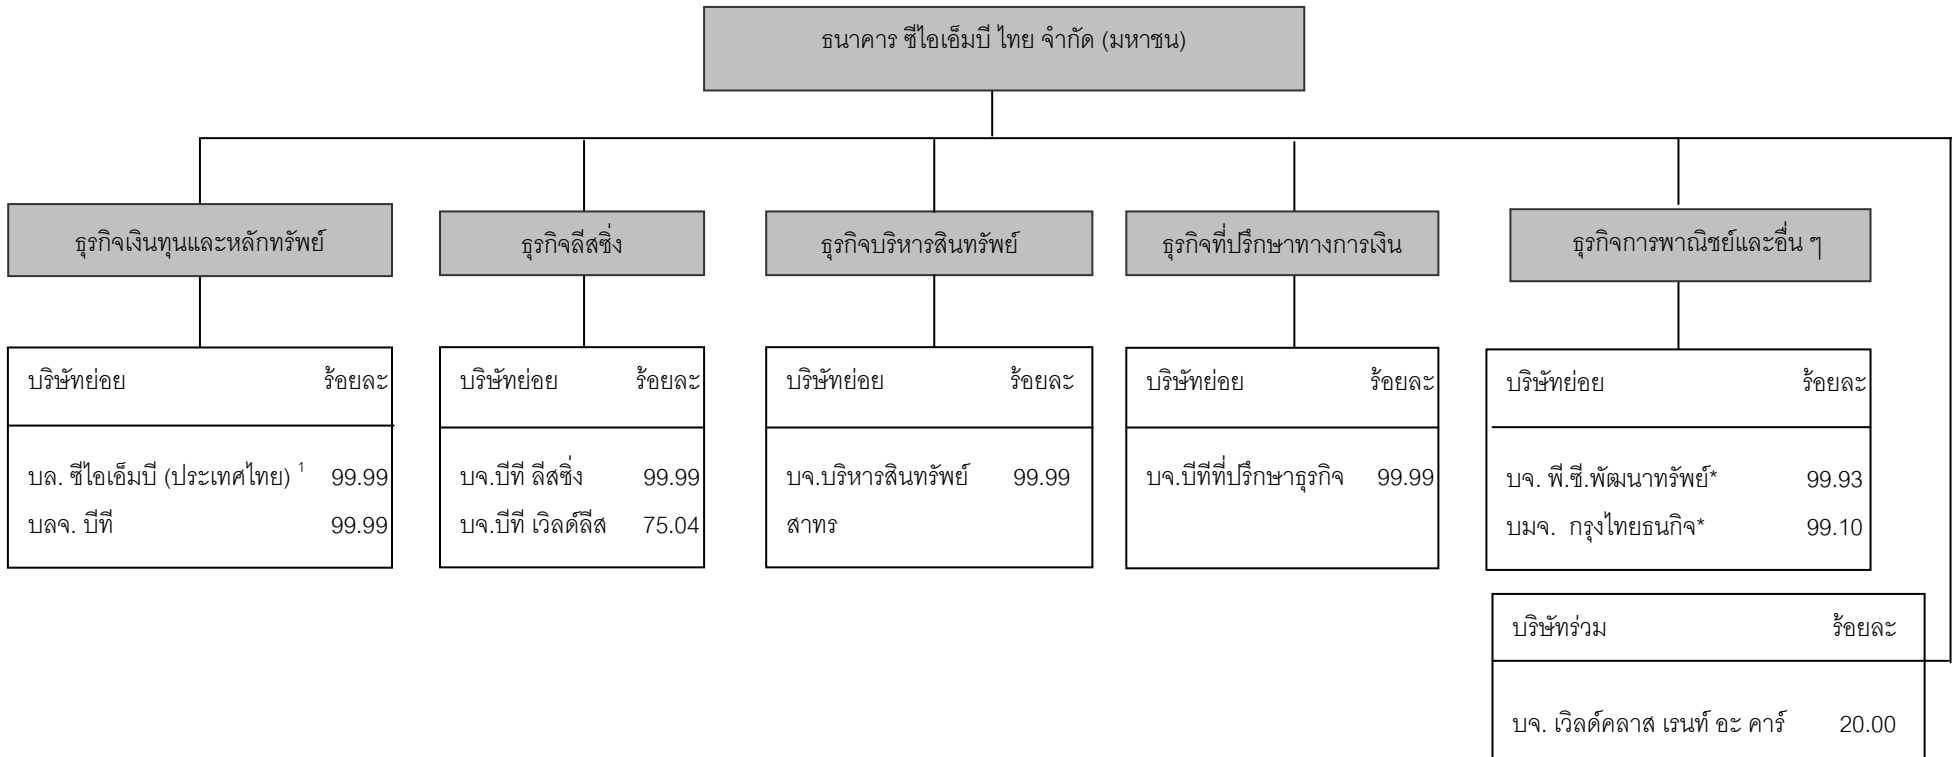 ธนาคาร ซีไอเอ็มบี ไทย จำกัด (มหาชน)
ธุรกิจเงินทุนและหลักทรัพย์
บริษัทย่อย ร้อยละ
บล. ซีไอเอ็มบี (ประเทศไทย) 1 99.99
บลจ. บีที 99.99
ธุรกิจลีสซิ่ง
บริษัทย่อย ร้อยละ
บจ.บีที ลีสซิ่ง 99.99
บจ.บีที เวิลด์ลีส 75.04
ธุรกิจบริหารสินทรัพย์
บริษัทย่อย ร้อยละ
บจ.บริหารสินทรัพย์ 99.99
สาทร
ธุรกิจที่ปรึกษาทางการเงิน
บริษัทย่อย ร้อยละ
บจ.บีทีที่ปรึกษาธุรกิจ 99.99
ธุรกิจการพาณิชย์และอื่น ๆ
บริษัทย่อย ร้อยละ
บจ. พี.ซี.พัฒนาทรัพย์* 99.93
บมจ. กรุงไทยธนกิจ* 99.10
บริษัทร่วม ร้อยละ
บจ. เวิลด์คลาส เรนท์ อะ คาร์ 20.00